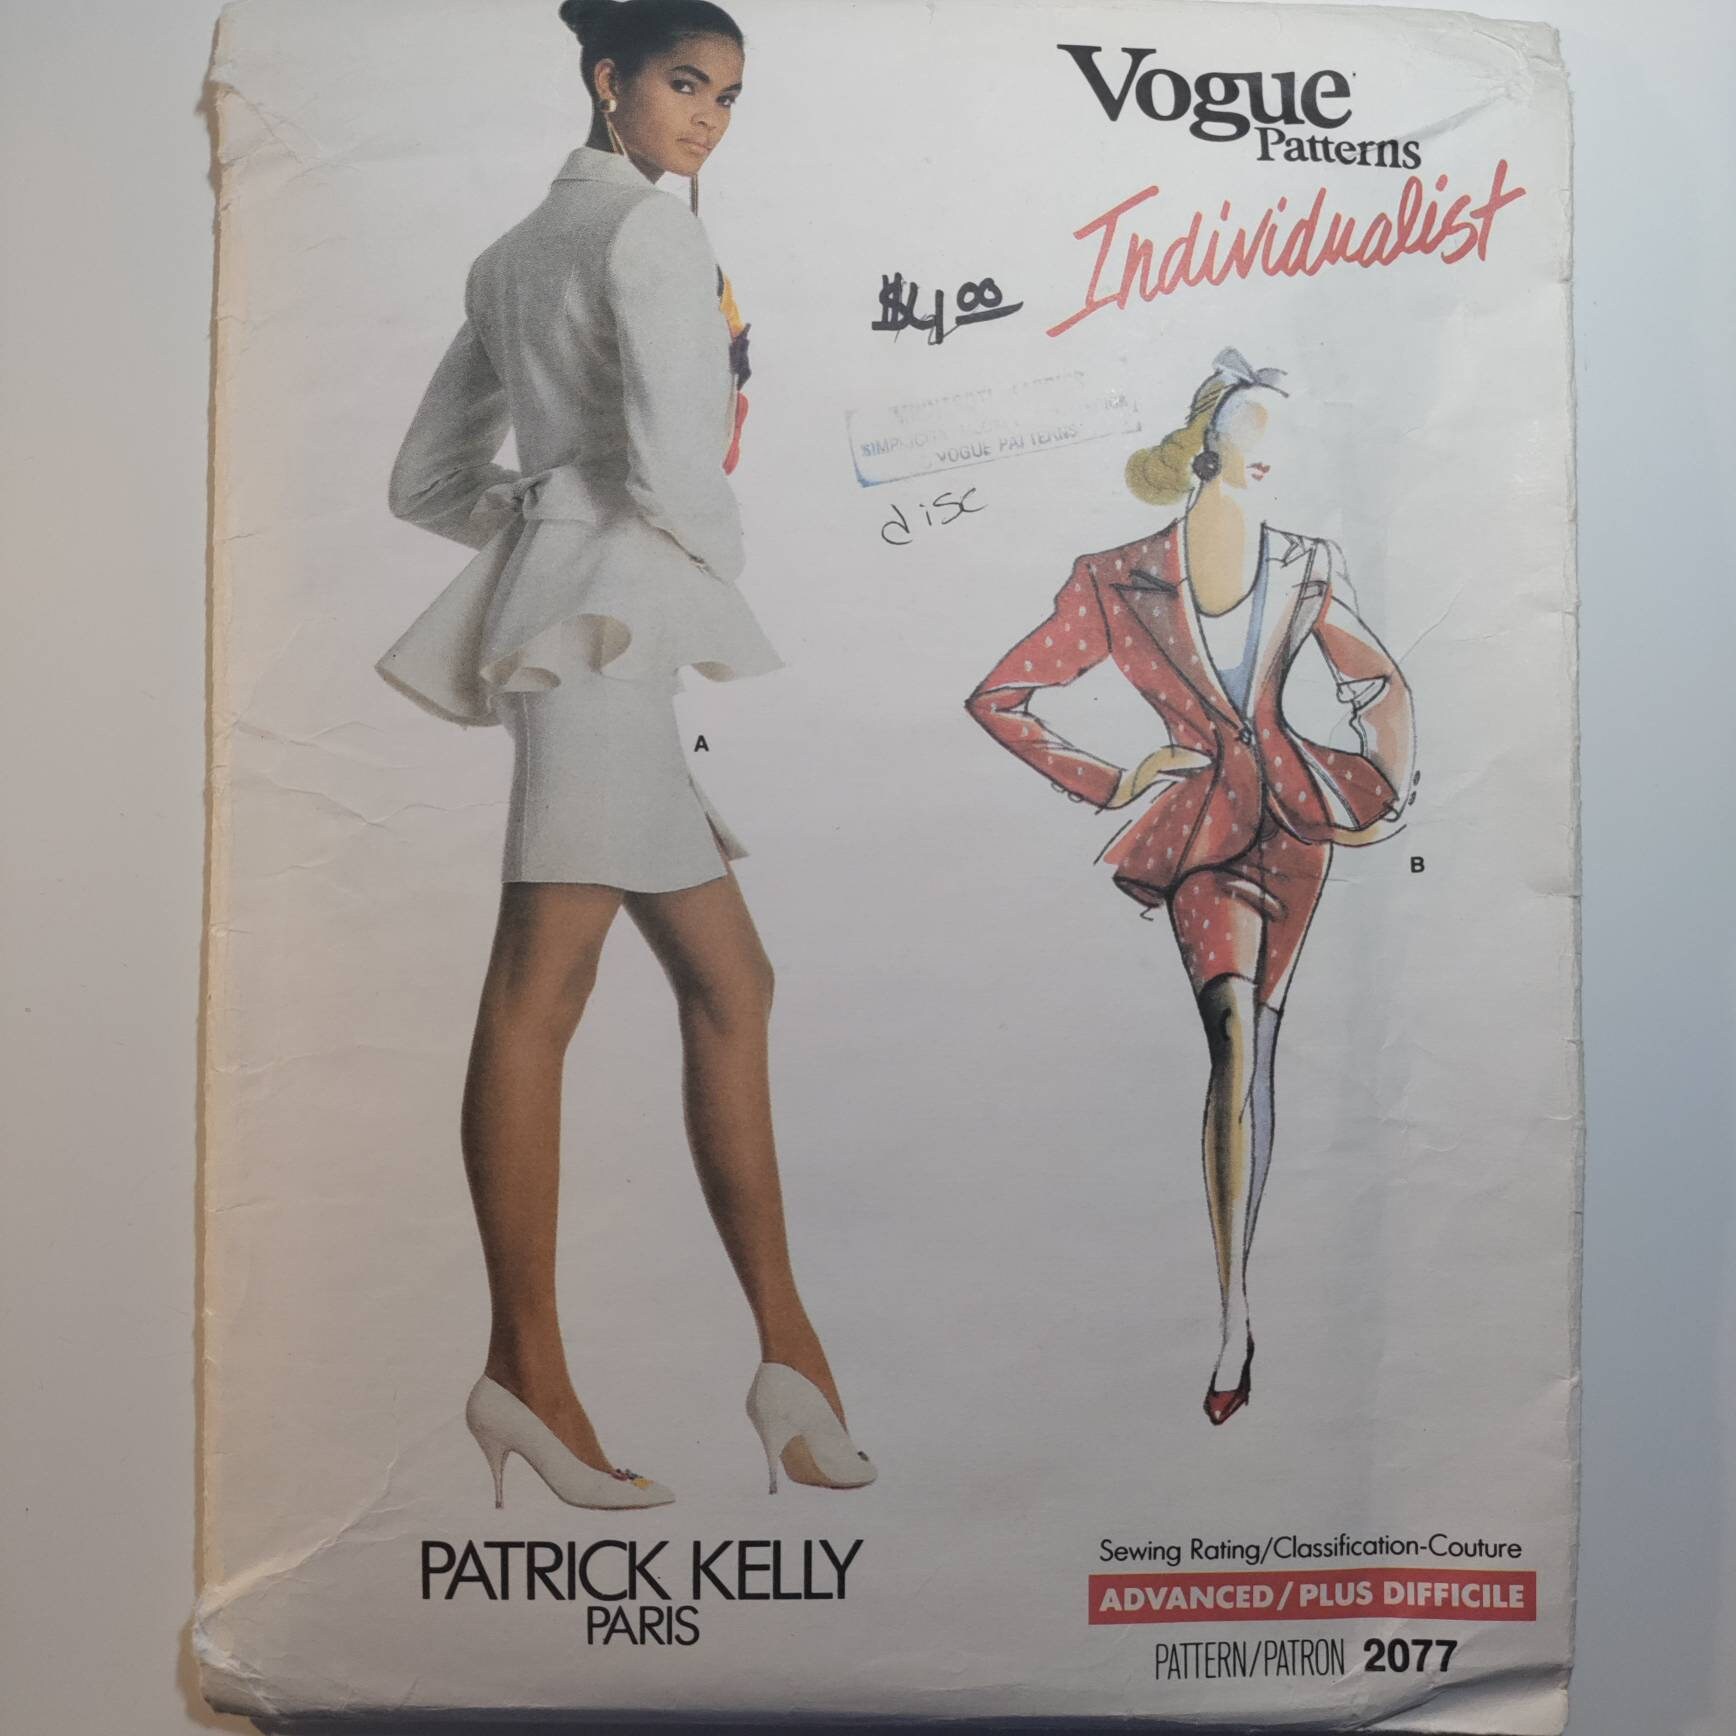 Vogue
Patterns
Individualist
$4.00
SIMPLICITY
VOGUE PATTERNS
disc
A
B
PATRICK KELLY
PARIS
Sewing Rating/Classification-Couture
ADVANCED/PLUS DIFFICILE
PATTERN/PATRON 2077